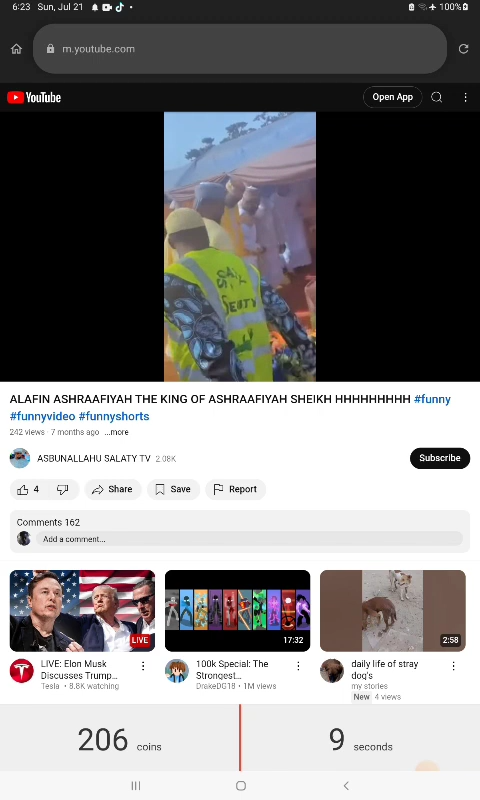 6:23 Sun, Jul 21
100%
m.youtube.com
YouTube
Open App
SECURITY
ALAFIN ASHRAAFIYAH THE KING OF ASHRAAFIYAH SHEIKH HHHHHHHHH #funny
#funnyvideo #funnyshorts
242 views · 7 months ago ...more
ASBUNALLAHU SALATY TV 2.08K
Subscribe
4
Share
Save
Report
Comments 162
Add a comment...
LIVE
17:32
2:58
LIVE: Elon Musk
Discusses Trump...
Tesla • 8.8K watching
100k Special: The
Strongest...
DrakeDG18 • 1M views
daily life of stray
dog's
my stories
New 4 views
206 coins
9 seconds